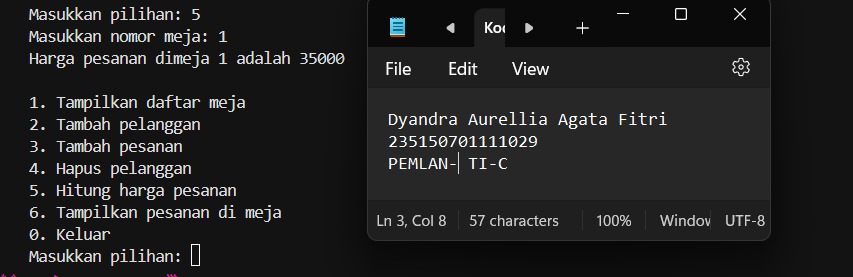 Masukkan pilihan: 5
Masukkan nomor meja: 1
Harga pesanan dimeja 1 adalah 35000
1. Tampilkan daftar meja
2. Tambah pelanggan
3. Tambah pesanan
4. Hapus pelanggan
5. Hitung harga pesanan
6. Tampilkan pesanan di meja
0. Keluar
Masukkan pilihan:
File Edit View
Dyandra Aurellia Agata Fitri
235150701111029
PEMLAN- TI-C
Ln 3, Col 8 57 characters 100% Window UTF-8